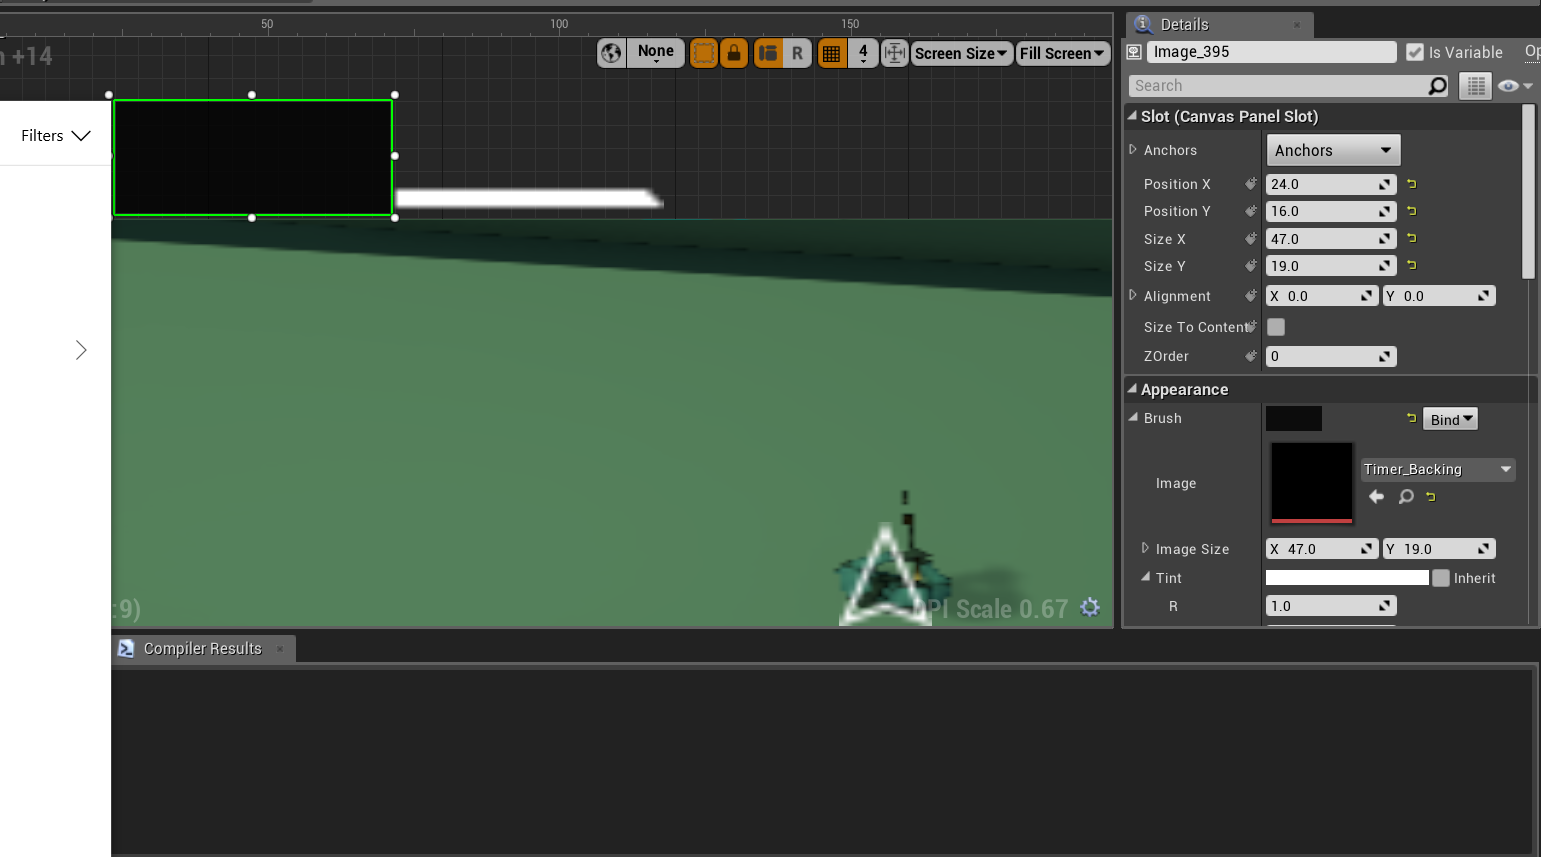 50
100
150
Details
+14
None
R
4
Screen Size
Fill Screen
Image_395
Is Variable
Search
Filters
Slot (Canvas Panel Slot)
Anchors
Anchors
Position X
24.0
Position Y
16.0
Size X
47.0
Size Y
19.0
Alignment
X 0.0
Y 0.0
Size To Content
ZOrder
0
Appearance
Brush
Bind
Image
Timer_Backing
Image Size
X 47.0
Y 19.0
Tint
Inherit
R
1.0
:9)
PI Scale 0.67
Compiler Results